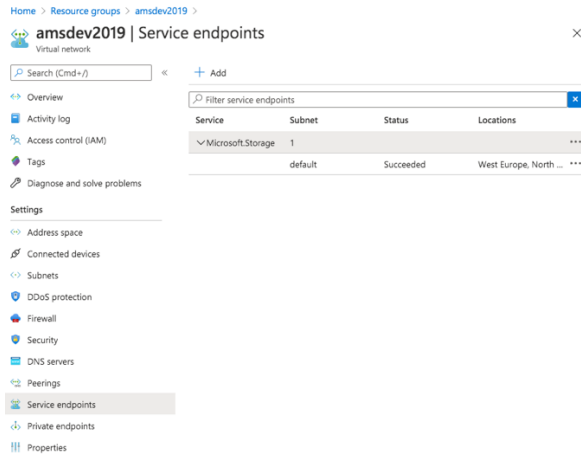 Home > Resource groups > amsdev2019 >
amsdev2019 | Service endpoints
Virtual network
Search (Cmd+/)
Overview
Activity log
Access control (IAM)
Tags
Diagnose and solve problems
Settings
Address space
Connected devices
Subnets
DDoS protection
Firewall
Security
DNS servers
Peerings
Service endpoints
Private endpoints
Properties
+ Add
Filter service endpoints
Service Subnet Status Locations
Microsoft.Storage 1 ...
default Succeeded West Europe, North ... ...